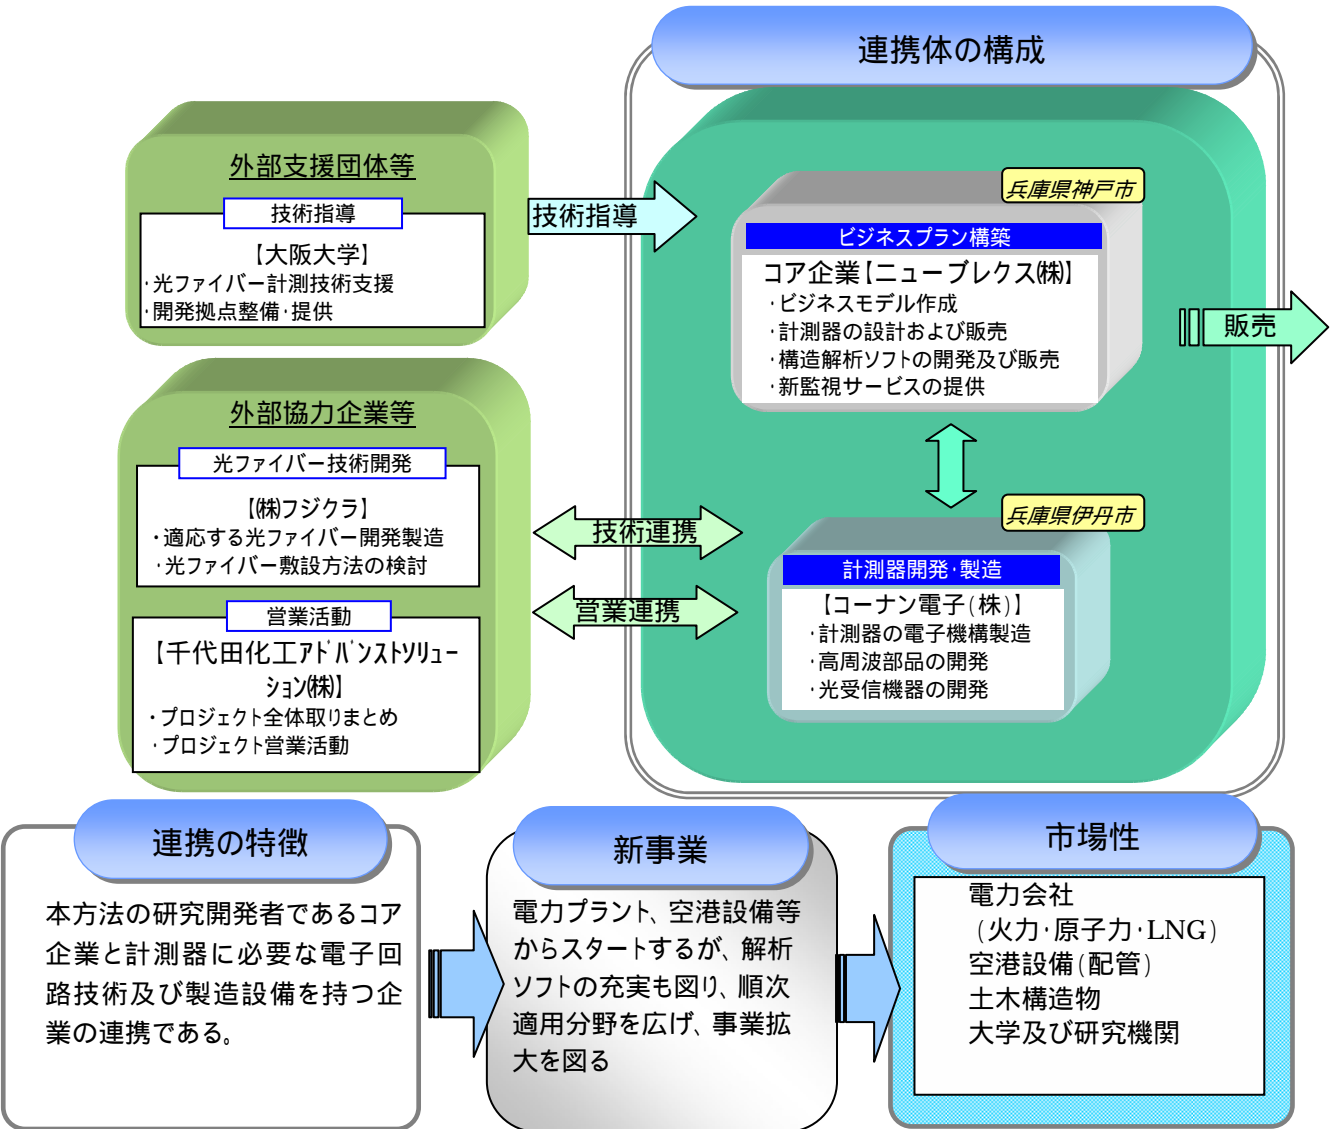 連携体の構成
外部支援団体等
技術指導
【大阪大学】
・光ファイバー計測技術支援
・開発拠点整備・提供
技術指導
兵庫県神戸市
ビジネスプラン構築
コア企業【ニューブレクス㈱】
・ビジネスモデル作成
・計測器の設計および販売
・構造解析ソフトの開発及び販売
・新監視サービスの提供
販売
外部協力企業等
光ファイバー技術開発
【㈱フジクラ】
・適応する光ファイバー開発製造
・光ファイバー敷設方法の検討
営業活動
【千代田化工ｱﾄﾞﾊﾞﾝｽﾄｿﾘｭｰ
ｼｮﾝ㈱】
・プロジェクト全体取りまとめ
・プロジェクト営業活動
技術連携
営業連携
兵庫県伊丹市
計測器開発・製造
【コーナン電子(株)】
・計測器の電子機構製造
・高周波部品の開発
・光受信機器の開発
連携の特徴
本方法の研究開発者であるコア
企業と計測器に必要な電子回
路技術及び製造設備を持つ企
業の連携である。
新事業
電力プラント、空港設備等
からスタートするが、解析
ソフトの充実も図り、順次
適用分野を広げ、事業拡
大を図る
市場性
電力会社
(火力・原子力・LNG)
空港設備(配管)
土木構造物
大学及び研究機関